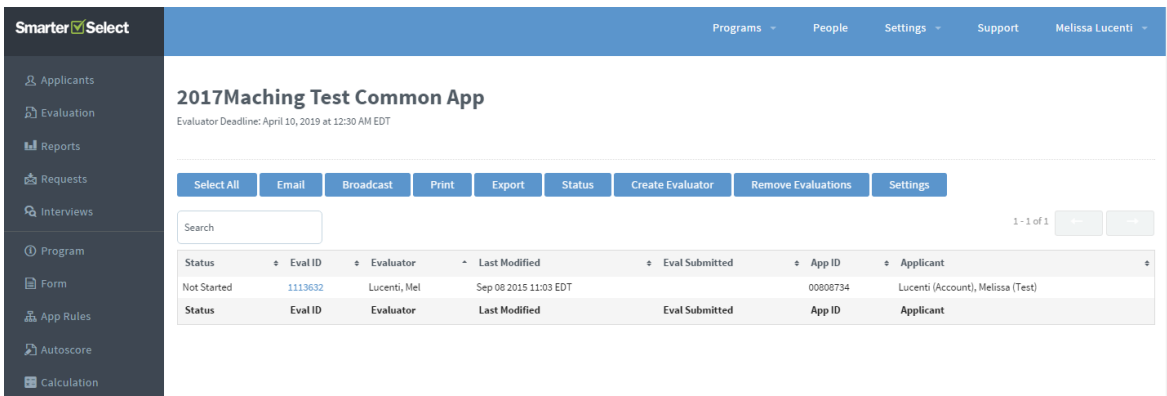 Smarter Select
Programs People Settings Support Melissa Lucenti
Applicants
Evaluation
Reports
Requests
Interviews
Program
Form
App Rules
Autoscore
Calculation
2017Maching Test Common App
Evaluator Deadline: April 10, 2019 at 12:30 AM EDT
Select All Email Broadcast Print Export Status Create Evaluator Remove Evaluations Settings
Search
1 - 1 of 1 ← →
Status Eval ID Evaluator Last Modified Eval Submitted App ID Applicant
Not Started 1113632 Lucenti, Mel Sep 08 2015 11:03 EDT 00808734 Lucenti (Account), Melissa (Test)
Status Eval ID Evaluator Last Modified Eval Submitted App ID Applicant